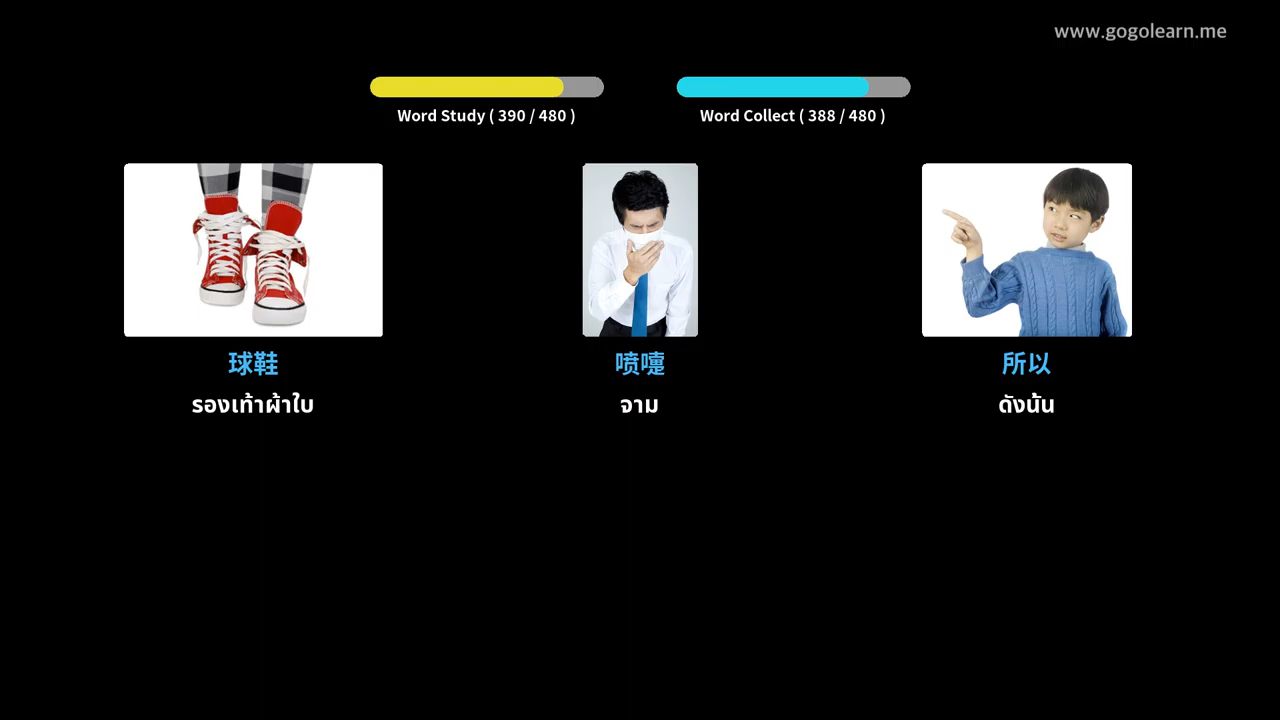 www.gogolearn.me
Word Study ( 390 / 480 )
Word Collect ( 388 / 480 )
球鞋
喷嚏
所以
รองเท้าผ้าใบ
จาม
ดังนั้น